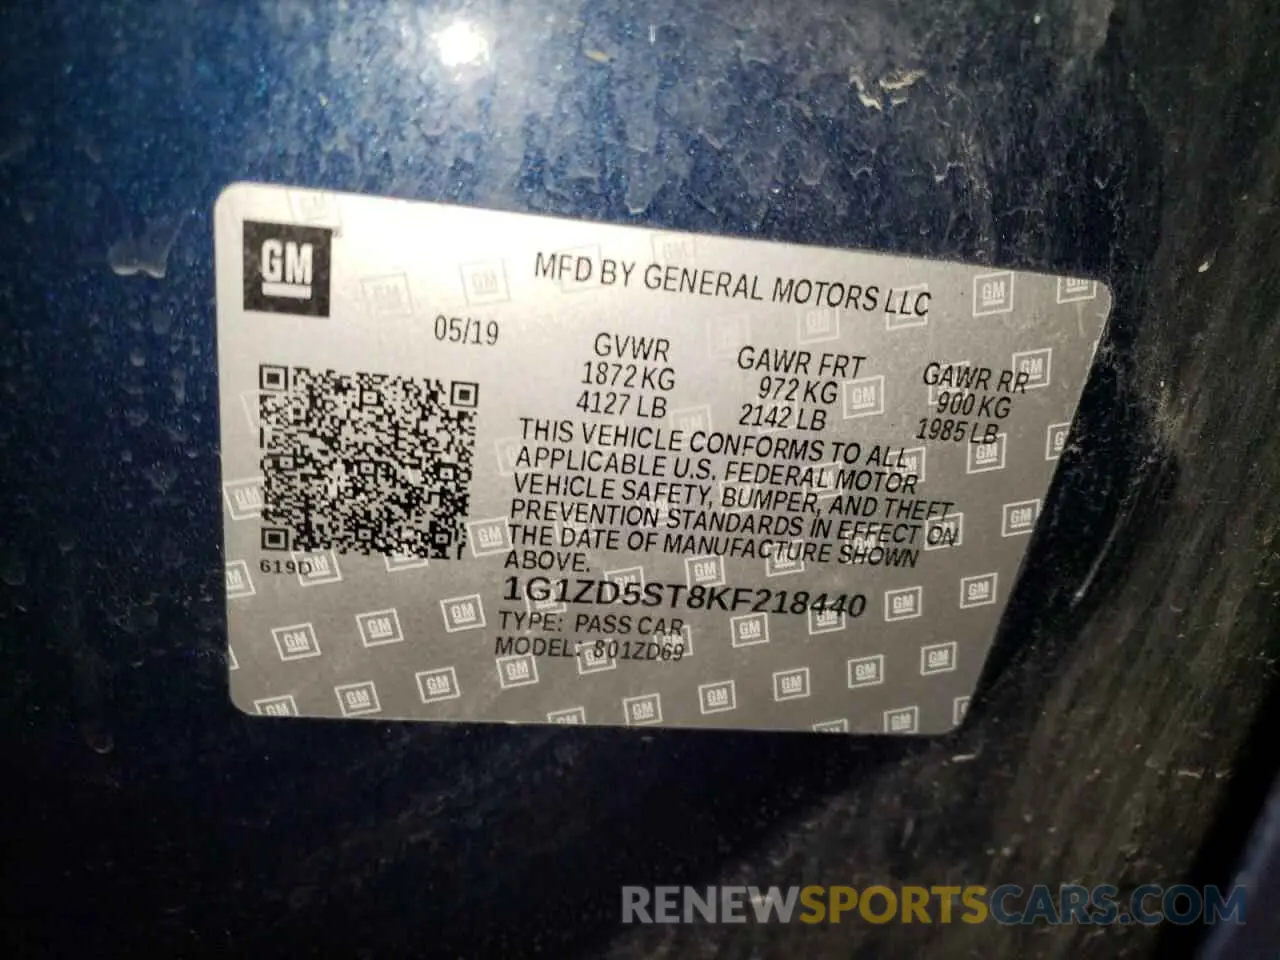 GM
MFD BY GENERAL MOTORS LLC
05/19
GVWR GAWR FRT GAWR RR
1872 KG 972 KG 900 KG
4127 LB 2142 LB 1985 LB
THIS VEHICLE CONFORMS TO ALL
APPLICABLE U.S. FEDERAL MOTOR
VEHICLE SAFETY, BUMPER, AND THEFT
PREVENTION STANDARDS IN EFFECT ON
THE DATE OF MANUFACTURE SHOWN
ABOVE.
619D
1G1ZD5ST8KF218440
TYPE: PASS CAR
MODEL: 801ZD69
RENEWSPORTSCARS.COM